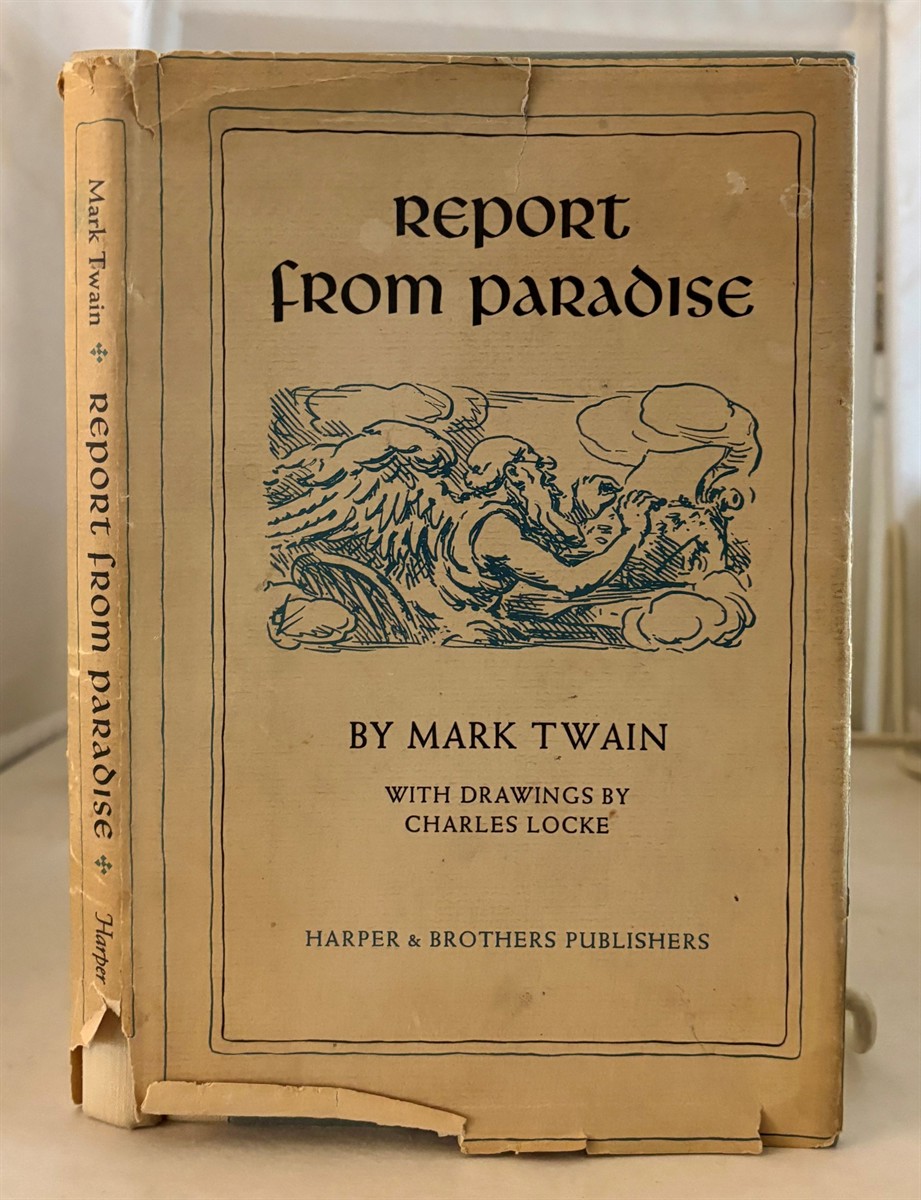 Mark Twain REPORT FROM PARADISE Harper
REPORT
FROM PARADISE
BY MARK TWAIN
WITH DRAWINGS BY
CHARLES LOCKE
HARPER & BROTHERS PUBLISHERS